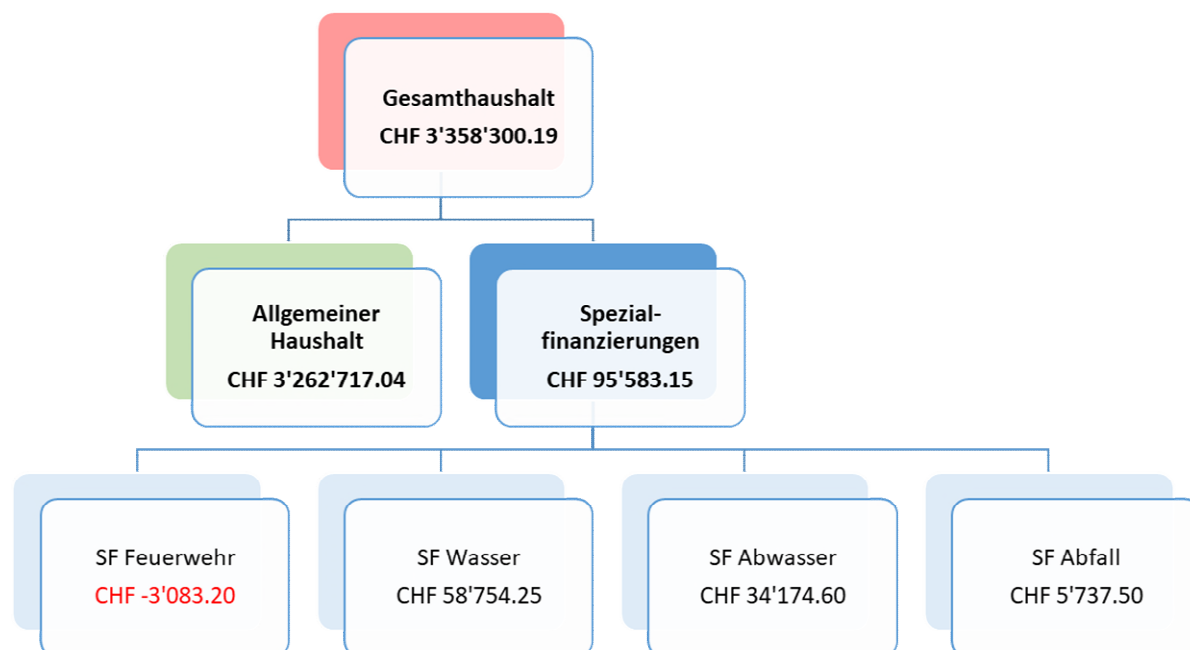 Gesamthaushalt
CHF 3'358'300.19
Allgemeiner
Haushalt
CHF 3'262'717.04
Spezial-
finanzierungen
CHF 95'583.15
SF Feuerwehr
CHF -3'083.20
SF Wasser
CHF 58'754.25
SF Abwasser
CHF 34'174.60
SF Abfall
CHF 5'737.50